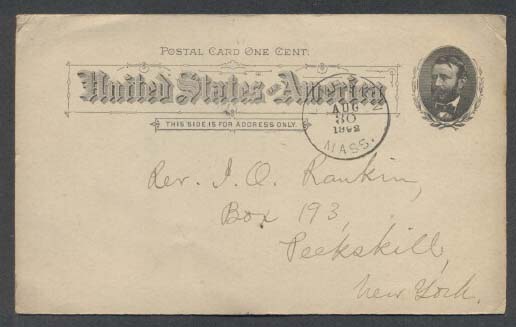 POSTAL CARD ONE CENT.
United States of America
THIS SIDE IS FOR ADDRESS ONLY.
AUG
30
1892
MASS.
Rev. J. O. Rankin,
Box 193,
Peekskill,
New York.